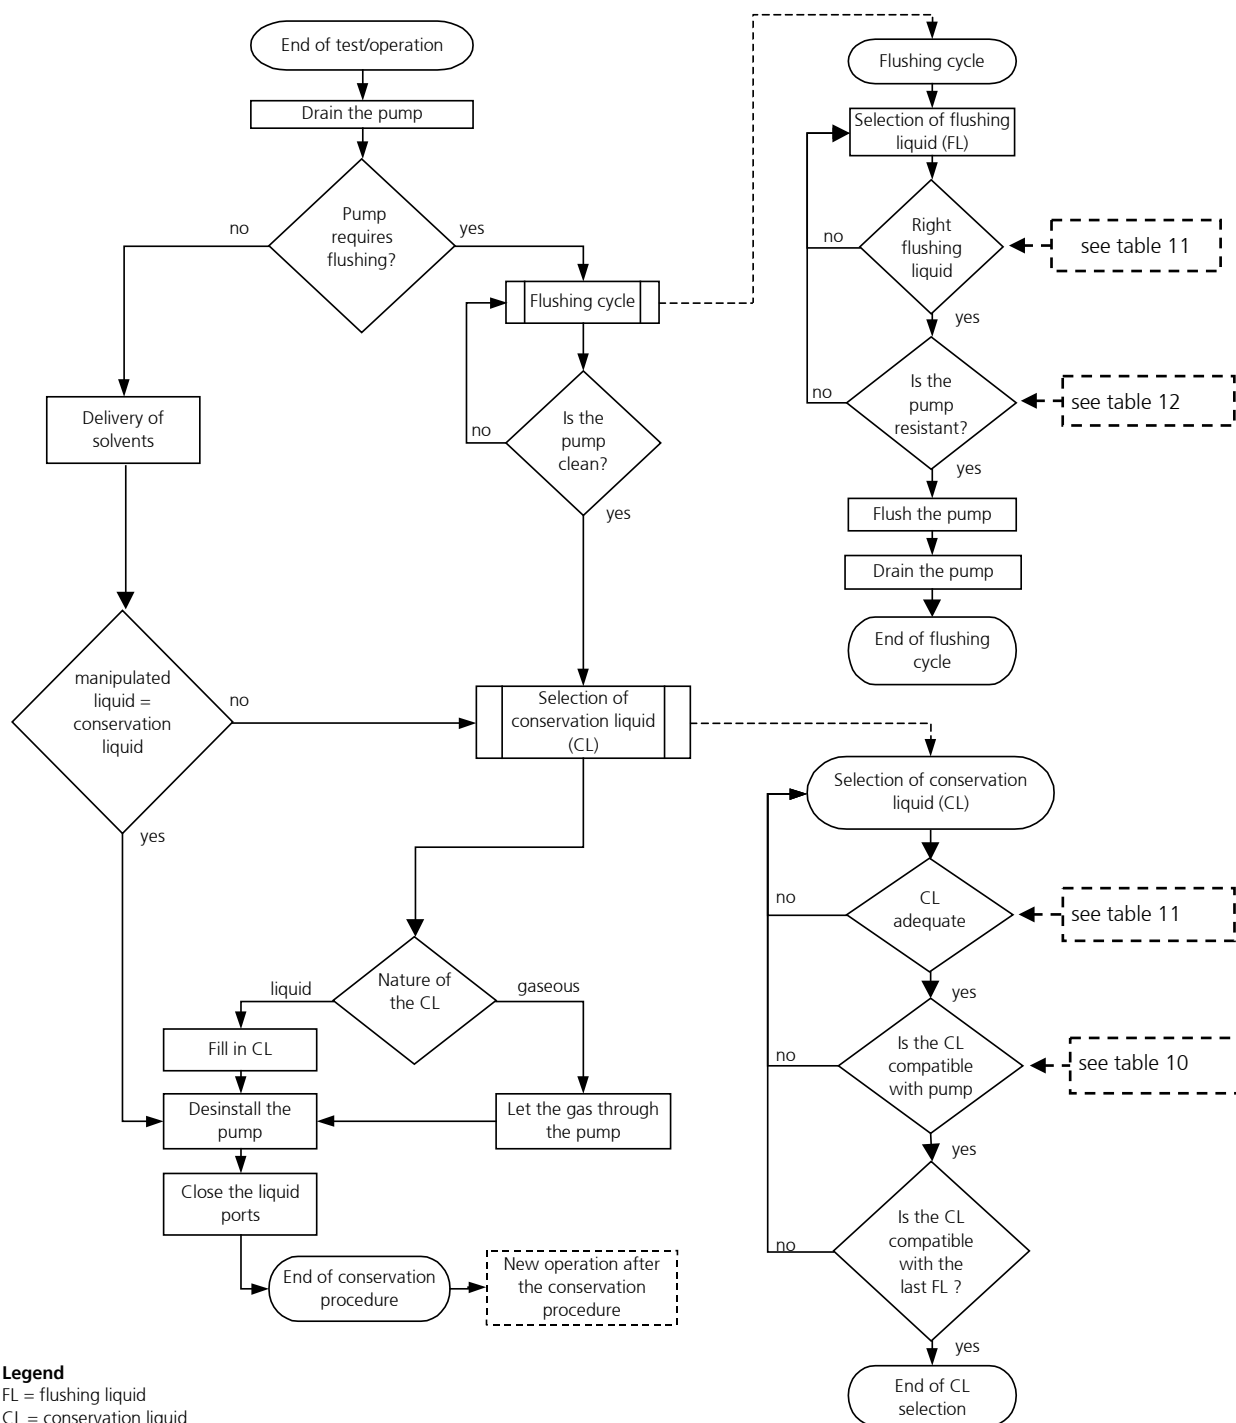 End of test/operation
Drain the pump
Pump
requires
flushing?
no
yes
Flushing cycle
Is the
pump
clean?
no
yes
Delivery of
solvents
manipulated
liquid =
conservation
liquid
no
yes
Selection of
conservation liquid
(CL)
Nature of
the CL
liquid
gaseous
Fill in CL
Desinstall the
pump
Let the gas through
the pump
Close the liquid
ports
End of conservation
procedure
New operation after
the conservation
procedure
Flushing cycle
Selection of flushing
liquid (FL)
Right
flushing
liquid
no
see table 11
yes
Is the
pump
resistant?
no
see table 12
yes
Flush the pump
Drain the pump
End of flushing
cycle
Selection of conservation
liquid (CL)
CL
adequate
no
see table 11
yes
Is the CL
compatible
with pump
no
see table 10
yes
Is the CL
compatible
with the
last FL ?
no
yes
End of CL
selection
Legend
FL = flushing liquid
CL = conservation liquid